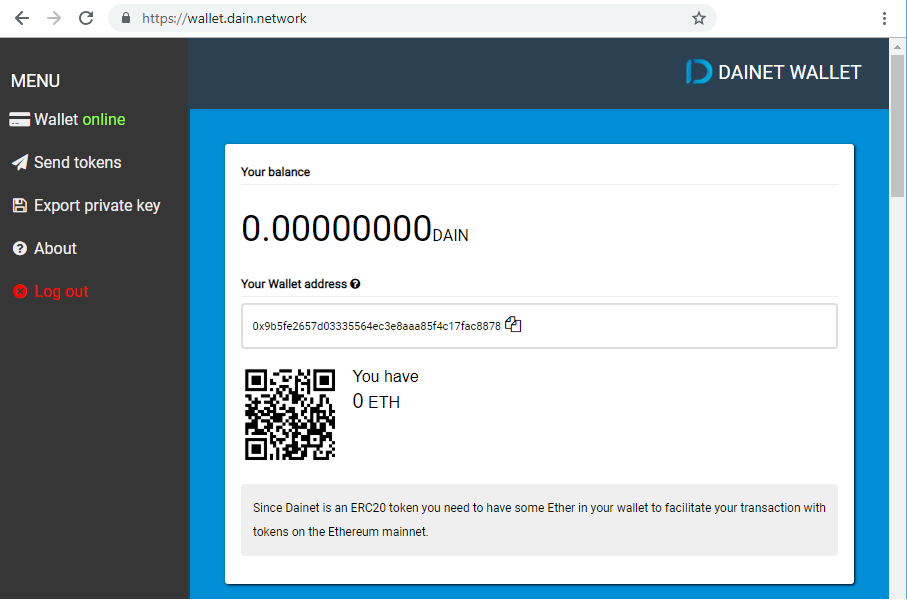 https://wallet.dain.network
MENU
Wallet online
Send tokens
Export private key
About
Log out
DAINET WALLET
Your balance
0.00000000DAIN
Your Wallet address
0x9b5fe2657d03335564ec3e8aaa85f4c17fac8878
You have
0 ETH
Since Dainet is an ERC20 token you need to have some Ether in your wallet to facilitate your transaction with
tokens on the Ethereum mainnet.